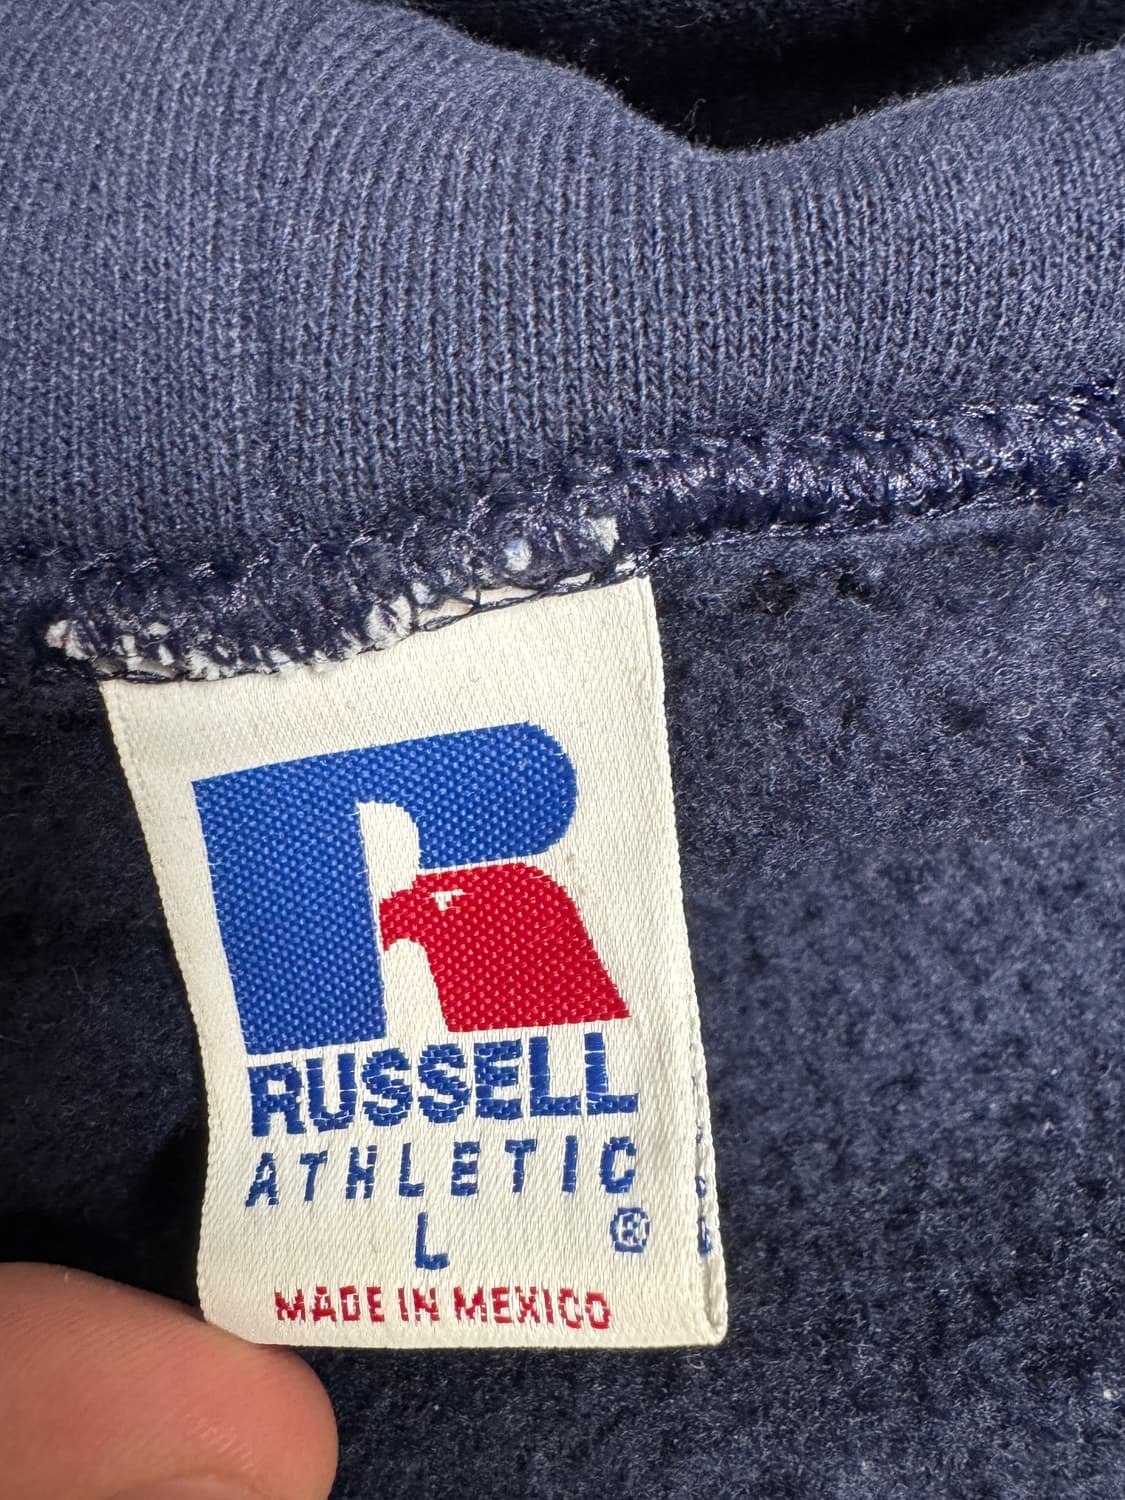 RUSSELL
ATHLETIC
L ®
MADE IN MEXICO